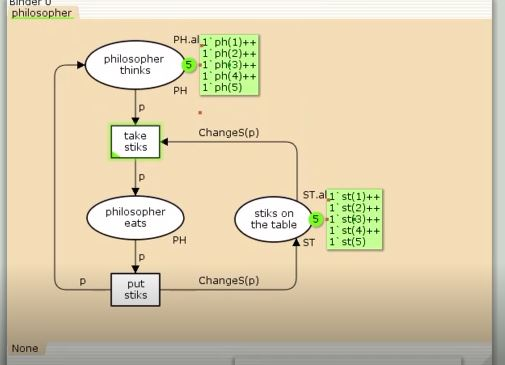 Binder 0
philosopher
PH.al
1`ph(1)++
1`ph(2)++
1`ph(3)++
1`ph(4)++
1`ph(5)
philosopher
thinks
5
PH
p
take
stiks
ChangeS(p)
p
philosopher
eats
PH
ST.al
1`st(1)++
1`st(2)++
1`st(3)++
1`st(4)++
1`st(5)
stiks on
the table
5
ST
p
p
put
stiks
ChangeS(p)
None